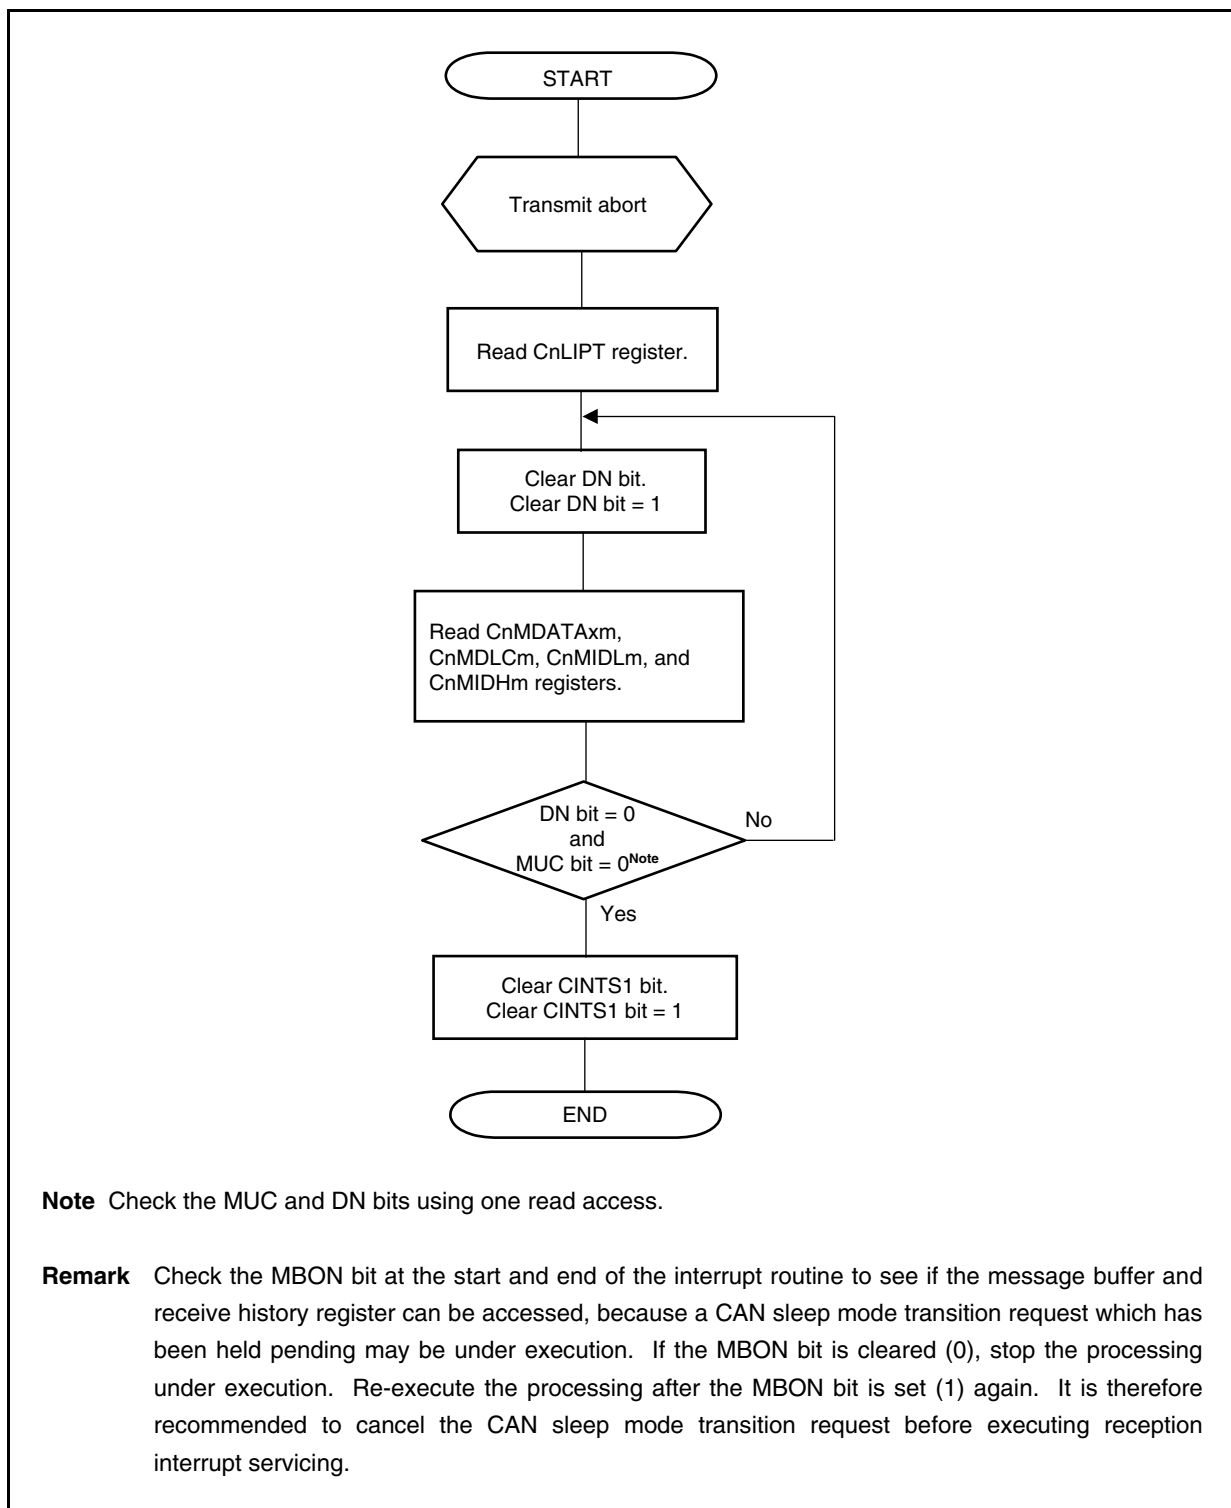 START
Transmit abort
Read CnLIPT register.
Clear DN bit.
Clear DN bit = 1
Read CnMDATAxm,
CnMDLCm, CnMIDLm, and
CnMIDHm registers.
DN bit = 0
and
MUC bit = 0Note
No
Yes
Clear CINTS1 bit.
Clear CINTS1 bit = 1
END
Note Check the MUC and DN bits using one read access.
Remark Check the MBON bit at the start and end of the interrupt routine to see if the message buffer and
receive history register can be accessed, because a CAN sleep mode transition request which has
been held pending may be under execution. If the MBON bit is cleared (0), stop the processing
under execution. Re-execute the processing after the MBON bit is set (1) again. It is therefore
recommended to cancel the CAN sleep mode transition request before executing reception
interrupt servicing.